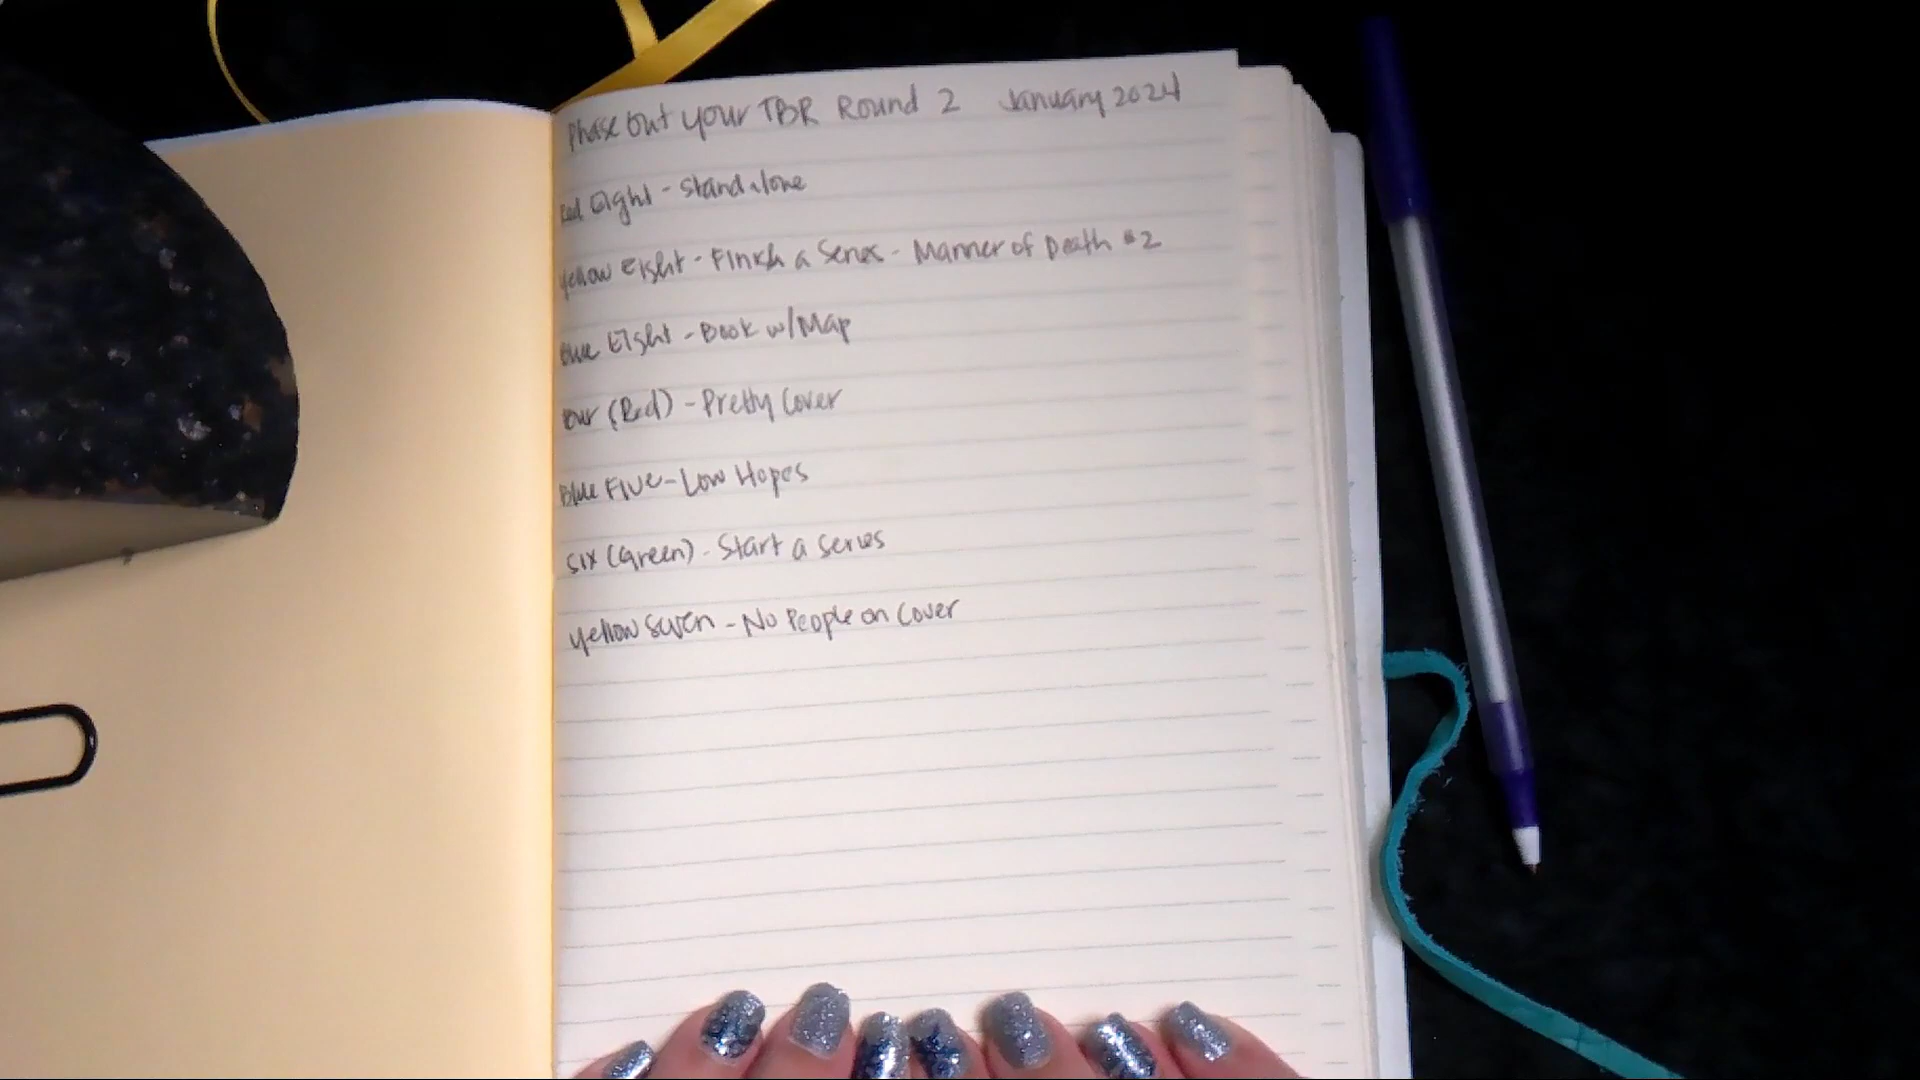 Phase Out Your TBR Round 2 January 2024
Red Eight - Standalone
Yellow Eight - Finish a Series - Manner of Death #2
Blue Eight - Book w/Map
Four (Red) - Pretty Cover
Blue Five - Low Hopes
Six (Green) - Start a Series
Yellow Seven - No People on Cover